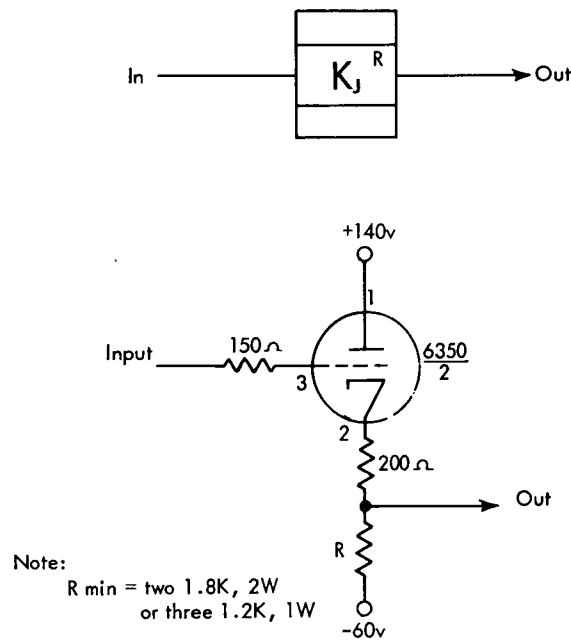 In
K_J
R
Out
+140v
1
Input
150Ω
3
6350
2
2
200Ω
Out
R
Note:
R min = two 1.8K, 2W
or three 1.2K, 1W
-60v